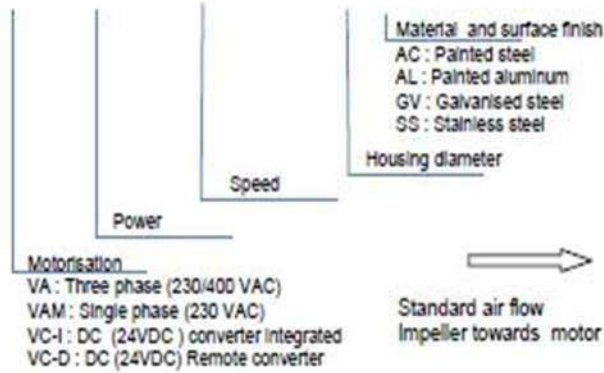 Material and surface finish
AC : Painted steel
AL : Painted aluminum
GV : Galvanised steel
SS : Stainless steel
Housing diameter
Speed
Power
Motorisation
VA : Three phase (230/400 VAC)
VAM : Single phase (230 VAC)
VC-I : DC (24VDC ) converter integrated
VC-D : DC (24VDC) Remote converter
Standard air flow
Impeller towards motor